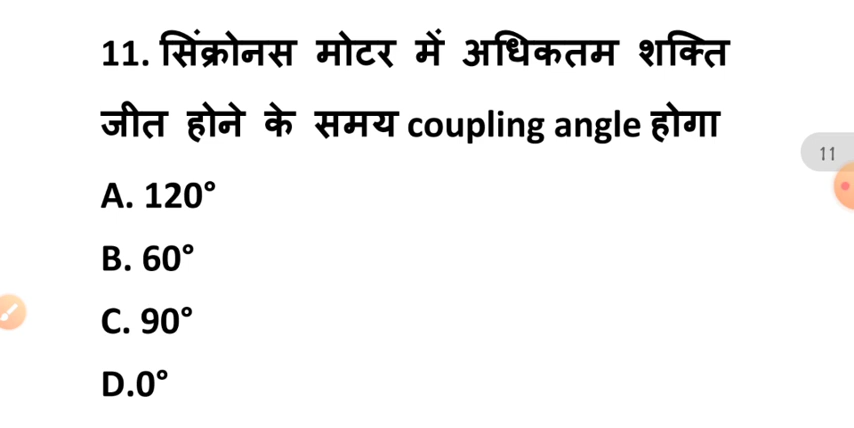 11. सिंक्रोनस मोटर में अधिकतम शक्ति
जीत होने के समय coupling angle होगा
11
A. 120°
B. 60°
C. 90°
D.0°